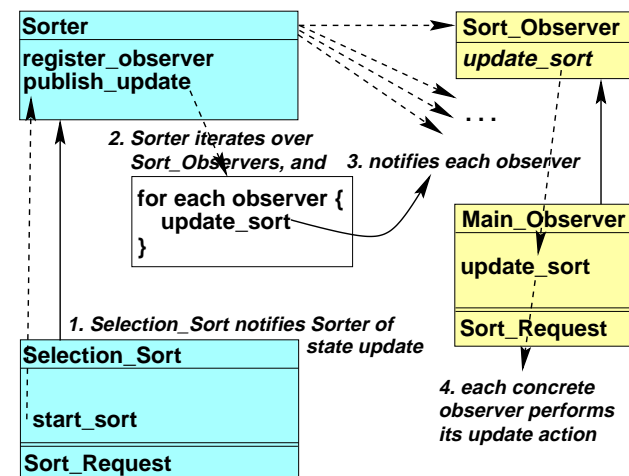 Sorter
register_observer
publish_update
Sort_Observer
update_sort
. . .
2. Sorter iterates over
Sort_Observers, and
3. notifies each observer
for each observer {
update_sort
}
Main_Observer
update_sort
Sort_Request
1. Selection_Sort notifies Sorter of
state update
Selection_Sort
start_sort
Sort_Request
4. each concrete
observer performs
its update action